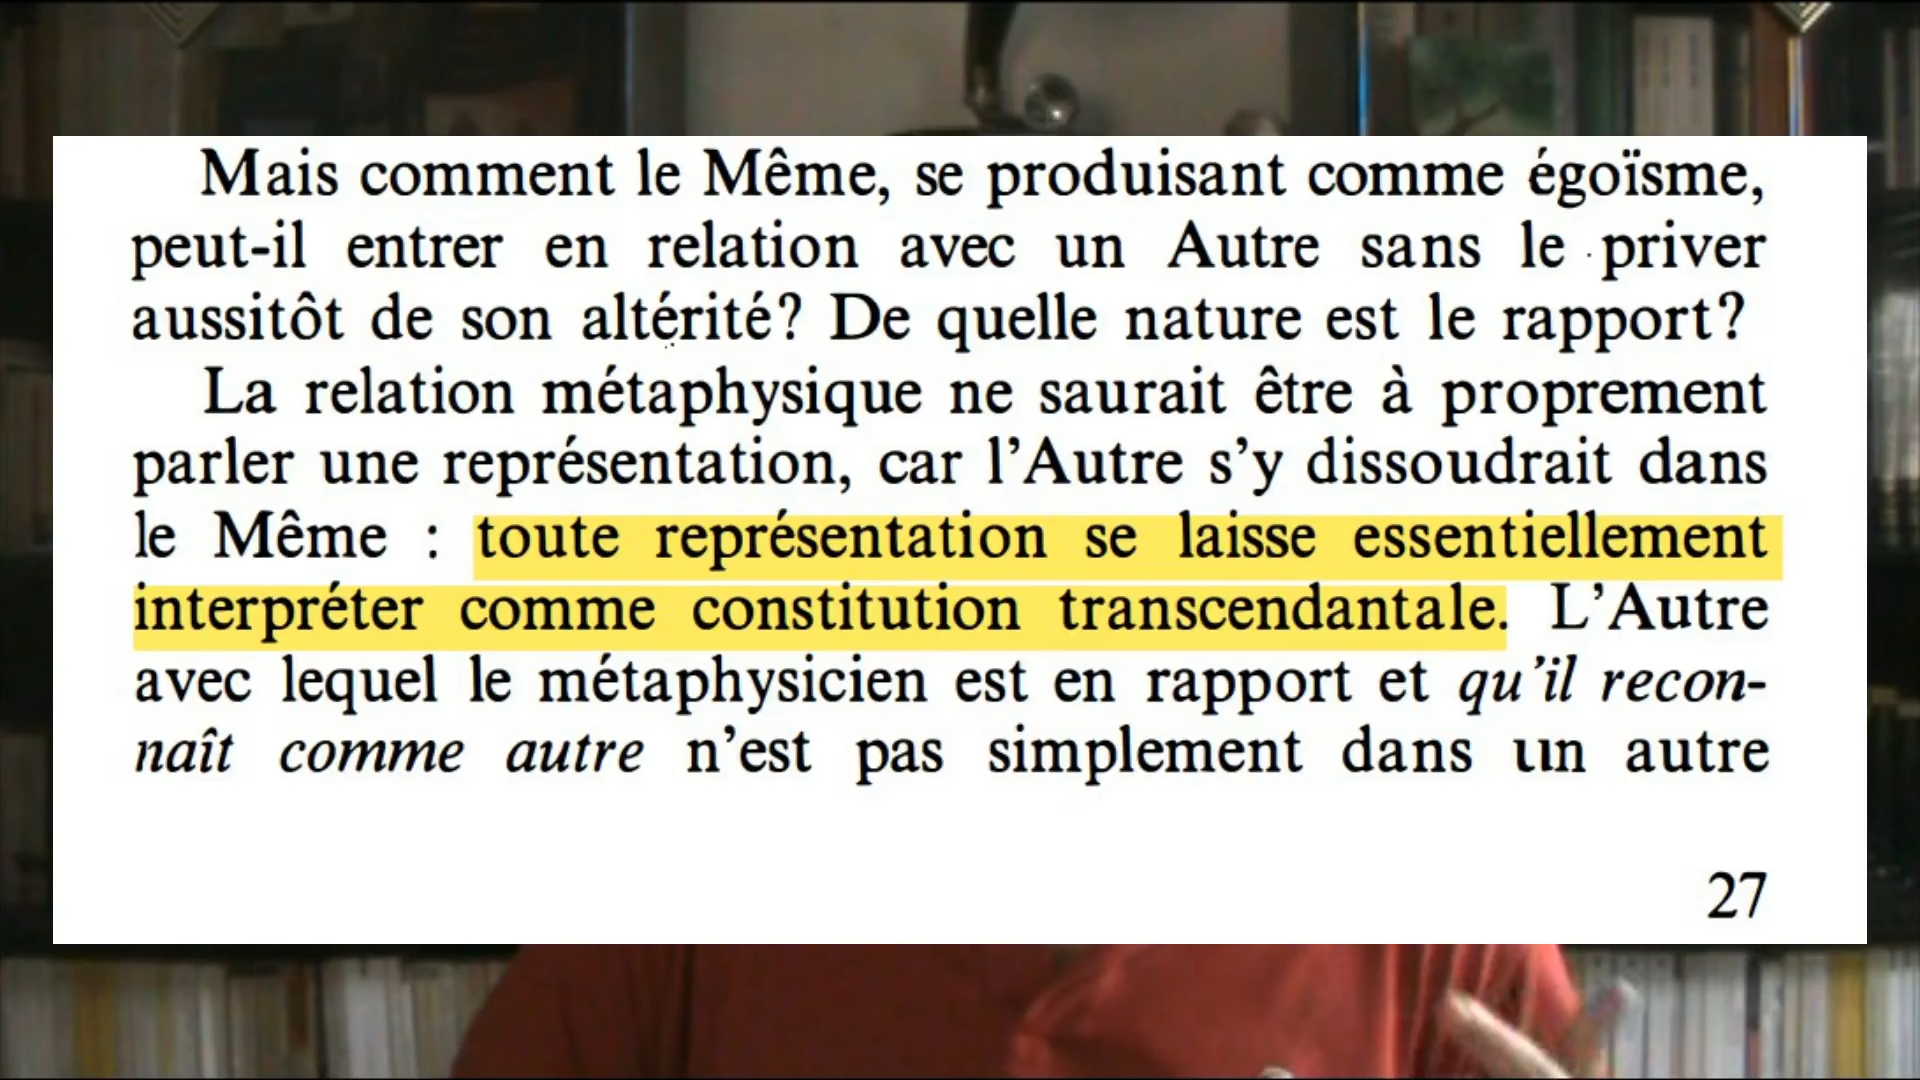 Mais comment le Même, se produisant comme égoïsme,
peut-il entrer en relation avec un Autre sans le priver
aussitôt de son altérité? De quelle nature est le rapport?
La relation métaphysique ne saurait être à proprement
parler une représentation, car l’Autre s’y dissoudrait dans
le Même : toute représentation se laisse essentiellement
interpréter comme constitution transcendantale. L’Autre
avec lequel le métaphysicien est en rapport et qu’il recon-
naît comme autre n’est pas simplement dans un autre
27